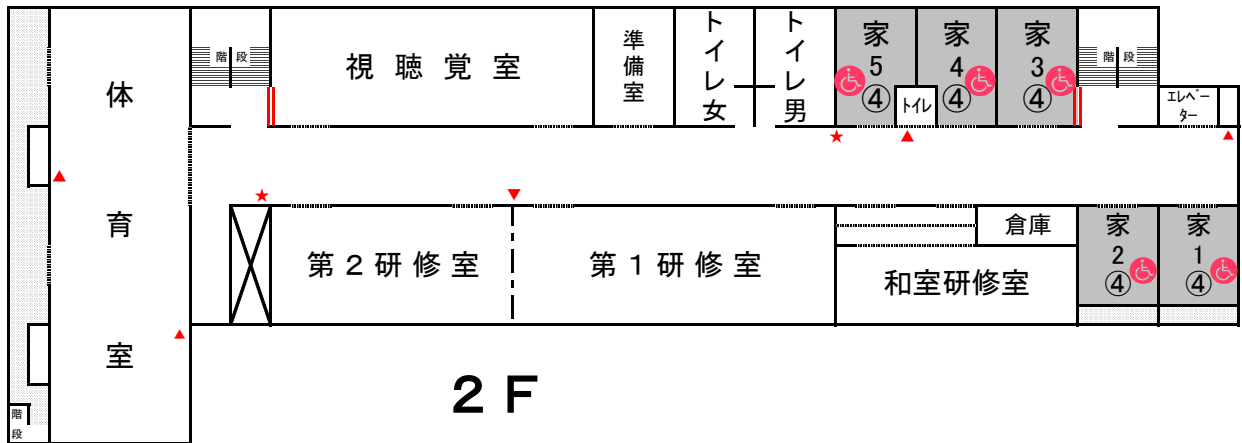 階段
視聴覚室
準備室
トイレ女
トイレ男
家5④
家4④
家3④
トイレ
階段
エレベーター
体育室
第2研修室
第1研修室
倉庫
和室研修室
家2④
家1④
階段
2F